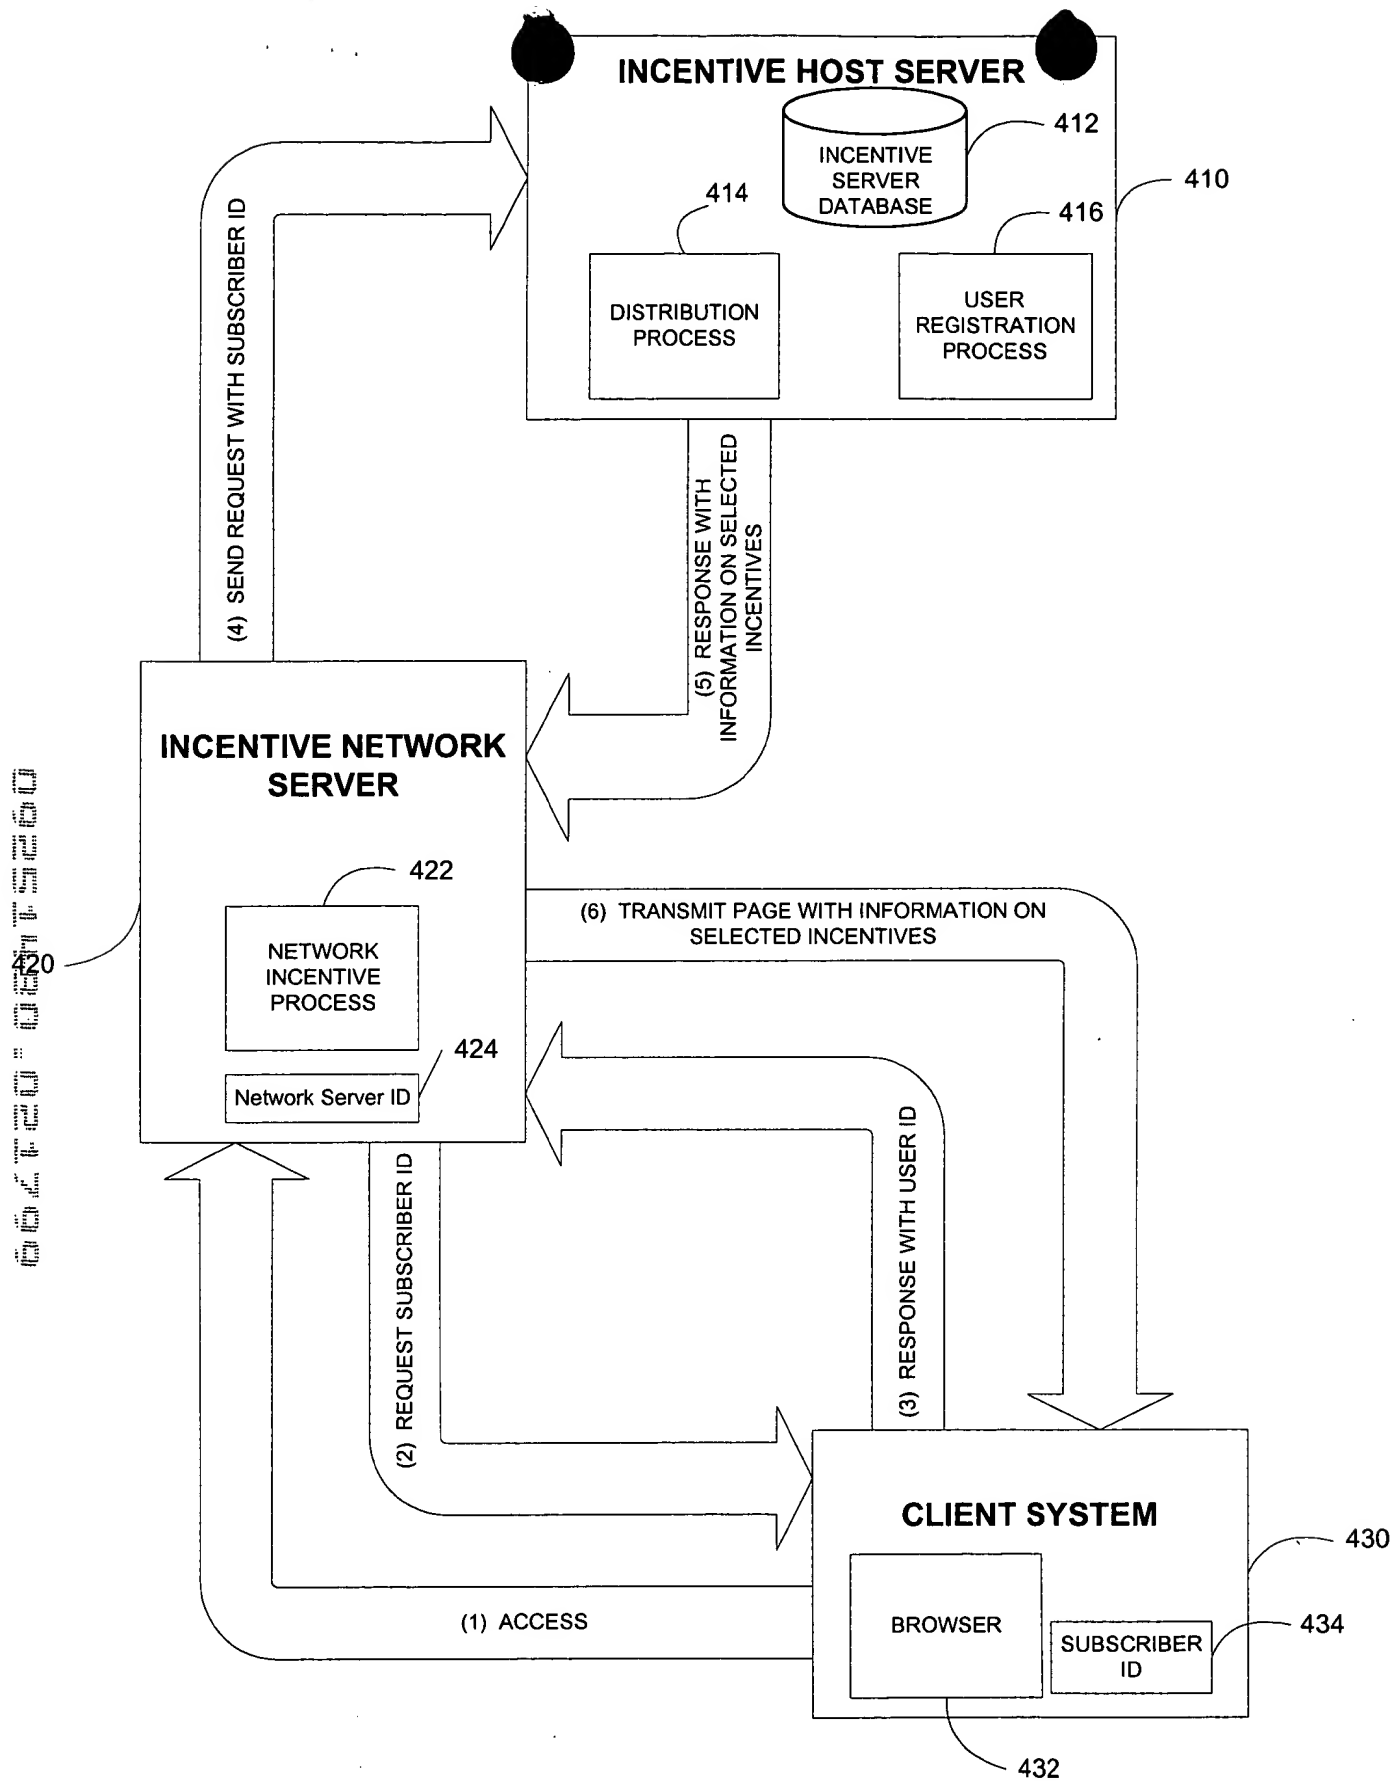 INCENTIVE HOST SERVER
412
INCENTIVE
SERVER
DATABASE
410
414
416
DISTRIBUTION
PROCESS
USER
REGISTRATION
PROCESS
(4) SEND REQUEST WITH SUBSCRIBER ID
(5) RESPONSE WITH
INFORMATION ON SELECTED
INCENTIVES
INCENTIVE NETWORK
SERVER
422
NETWORK
INCENTIVE
PROCESS
420
424
Network Server ID
(6) TRANSMIT PAGE WITH INFORMATION ON
SELECTED INCENTIVES
(2) REQUEST SUBSCRIBER ID
(3) RESPONSE WITH USER ID
CLIENT SYSTEM
430
(1) ACCESS
BROWSER
SUBSCRIBER
ID
434
432